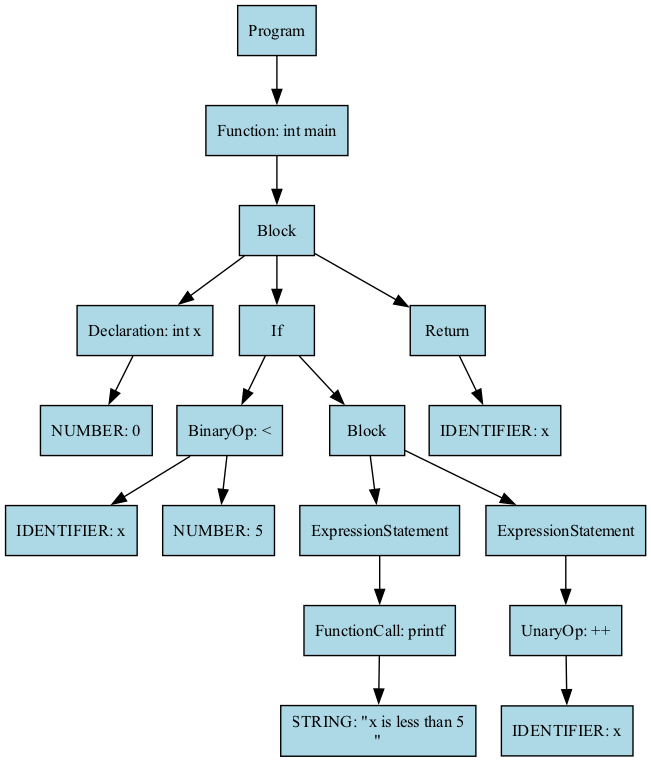 Program
Function: int main
Block
Declaration: int x
If
Return
NUMBER: 0
BinaryOp: <
Block
IDENTIFIER: x
IDENTIFIER: x
NUMBER: 5
ExpressionStatement
ExpressionStatement
FunctionCall: printf
UnaryOp: ++
STRING: "x is less than 5
"
IDENTIFIER: x